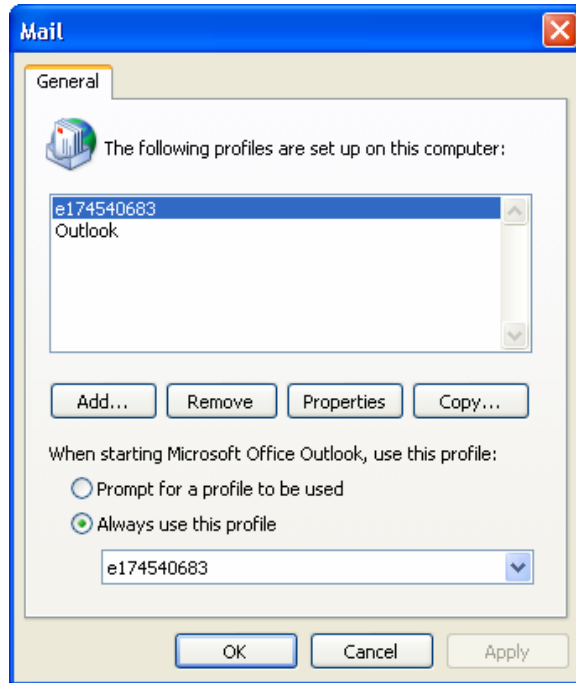 Mail
General
The following profiles are set up on this computer:
e174540683
Outlook
Add... Remove Properties Copy...
When starting Microsoft Office Outlook, use this profile:
Prompt for a profile to be used
Always use this profile
e174540683
OK Cancel Apply